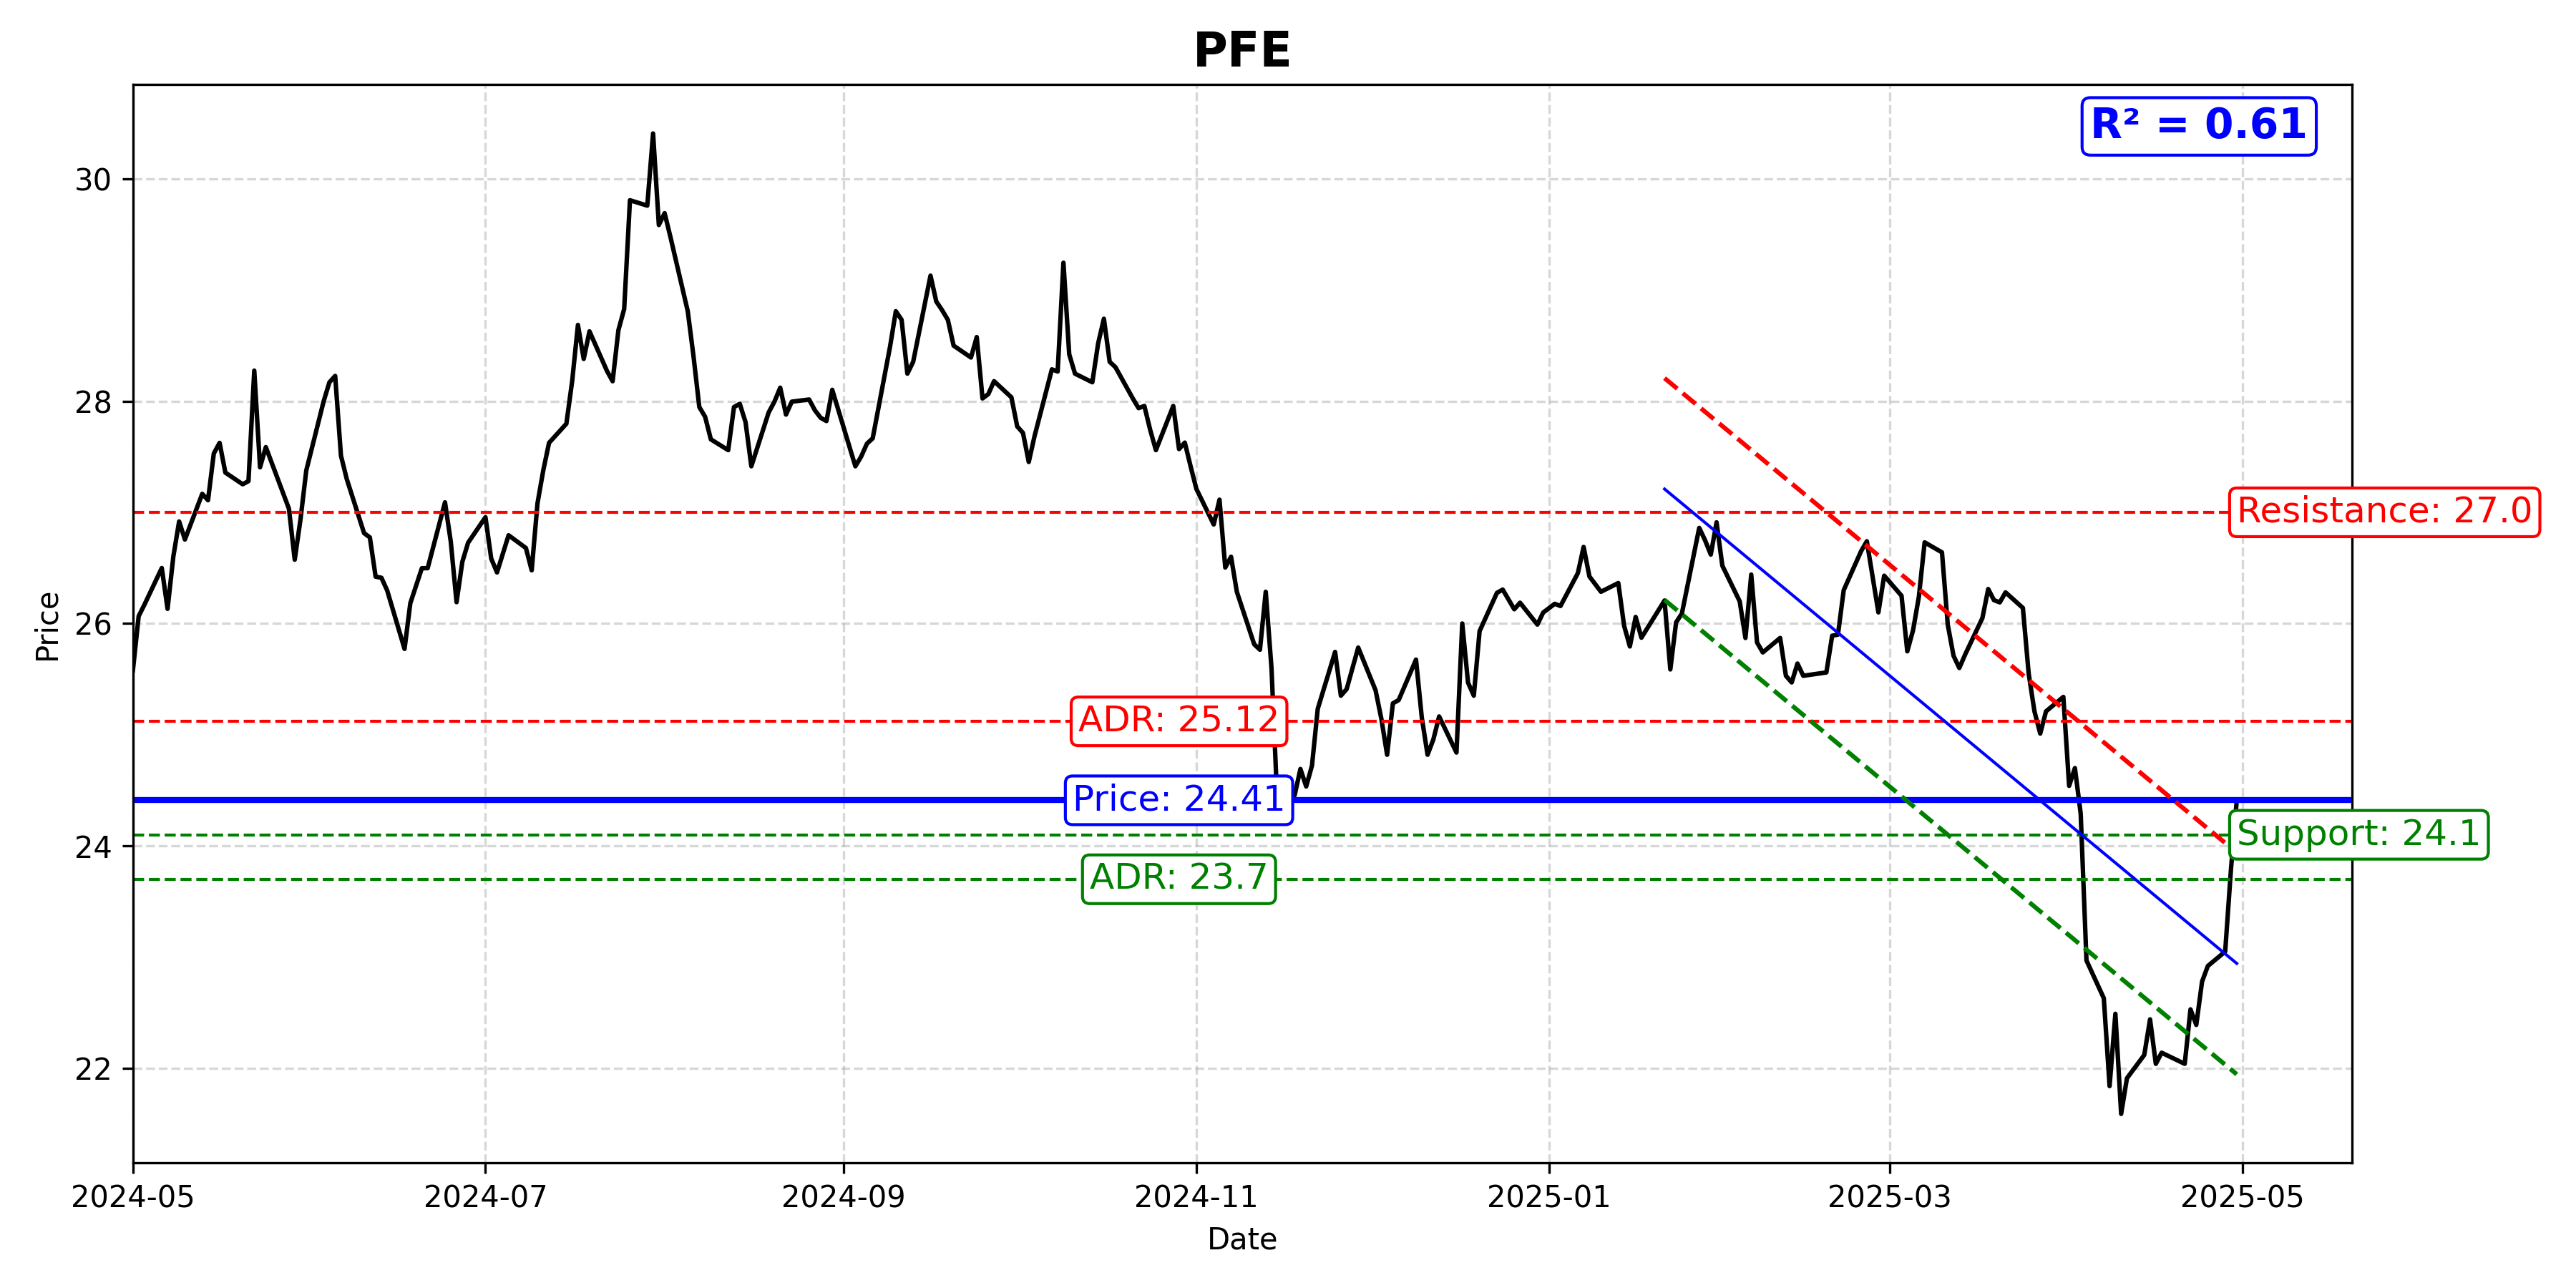 PFE
R² = 0.61
30
28
26
24
22
Price
Resistance: 27.0
ADR: 25.12
Price: 24.41
Support: 24.1
ADR: 23.7
2024-05
2024-07
2024-09
2024-11
2025-01
2025-03
2025-05
Date